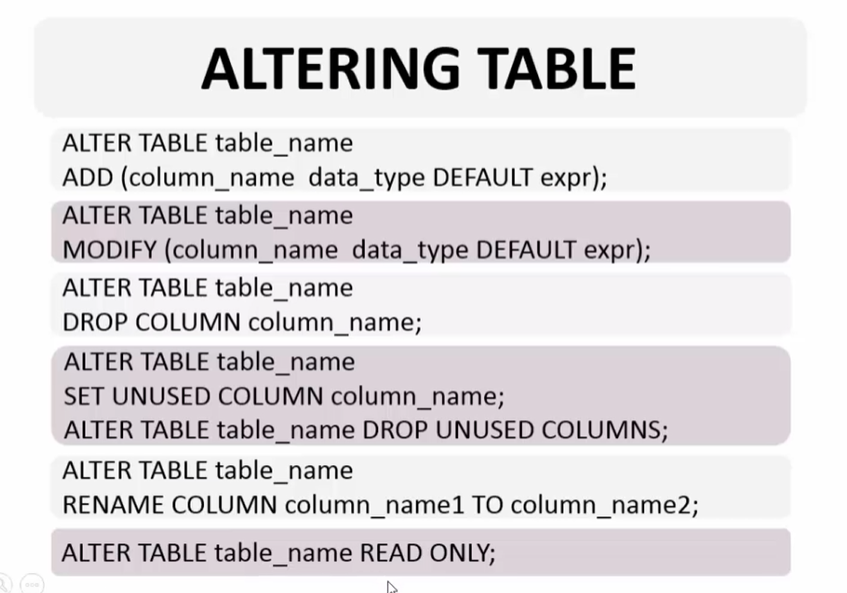 ALTERING TABLE
ALTER TABLE table_name
ADD (column_name  data_type DEFAULT expr);
ALTER TABLE table_name
MODIFY (column_name  data_type DEFAULT expr);
ALTER TABLE table_name
DROP COLUMN column_name;
ALTER TABLE table_name
SET UNUSED COLUMN column_name;
ALTER TABLE table_name DROP UNUSED COLUMNS;
ALTER TABLE table_name
RENAME COLUMN column_name1 TO column_name2;
ALTER TABLE table_name READ ONLY;